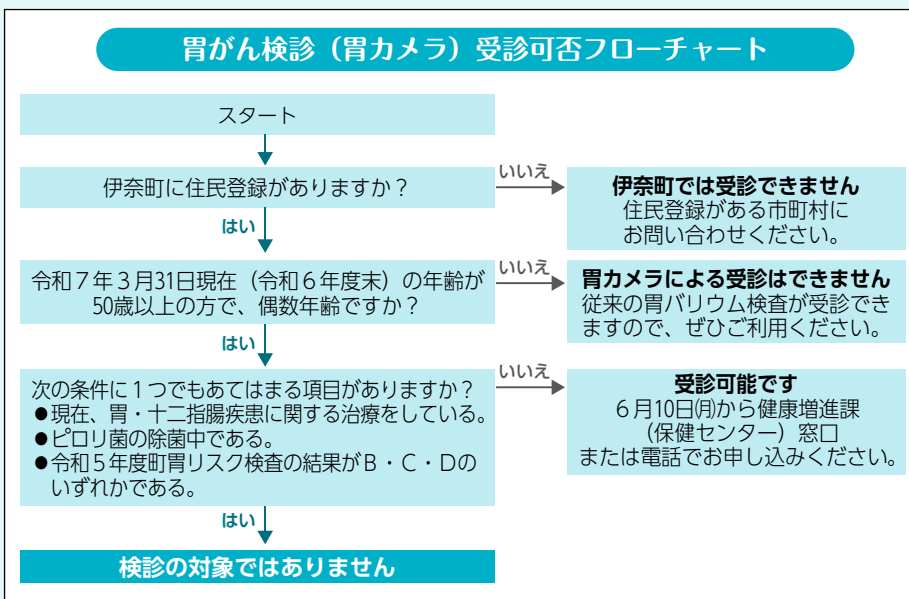 胃がん検診（胃カメラ）受診可否フローチャート
スタート
伊奈町に住民登録がありますか？
いいえ
伊奈町では受診できません
住民登録がある市町村に
お問い合わせください。
はい
令和７年３月31日現在（令和６年度末）の年齢が
50歳以上の方で、偶数年齢ですか？
いいえ
胃カメラによる受診はできません
従来の胃バリウム検査が受診でき
ますので、ぜひご利用ください。
はい
次の条件に１つでもあてはまる項目がありますか？
●現在、胃・十二指腸疾患に関する治療をしている。
●ピロリ菌の除菌中である。
●令和５年度町胃リスク検査の結果がＢ・Ｃ・Ｄの
いずれかである。
いいえ
受診可能です
６月10日㈪から健康増進課
（保健センター）窓口
または電話でお申し込みください。
はい
検診の対象ではありません